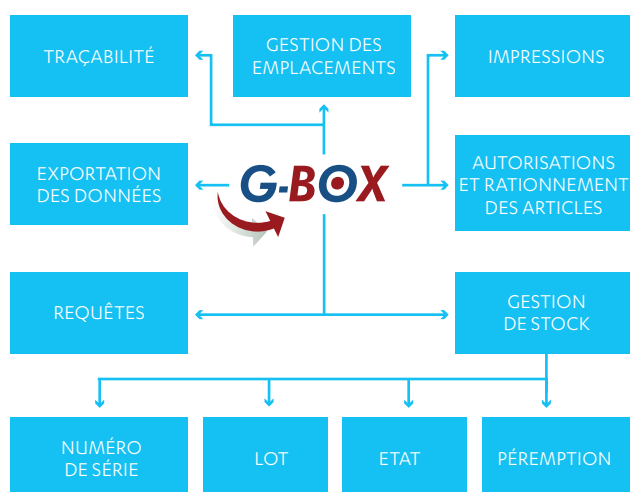 TRAÇABILITÉ
GESTION DES
EMPLACEMENTS
IMPRESSIONS
EXPORTATION
DES DONNÉES
G-BOX
AUTORISATIONS
ET RATIONNEMENT
DES ARTICLES
REQUÊTES
GESTION
DE STOCK
NUMÉRO
DE SÉRIE
LOT
ETAT
PÉREMPTION